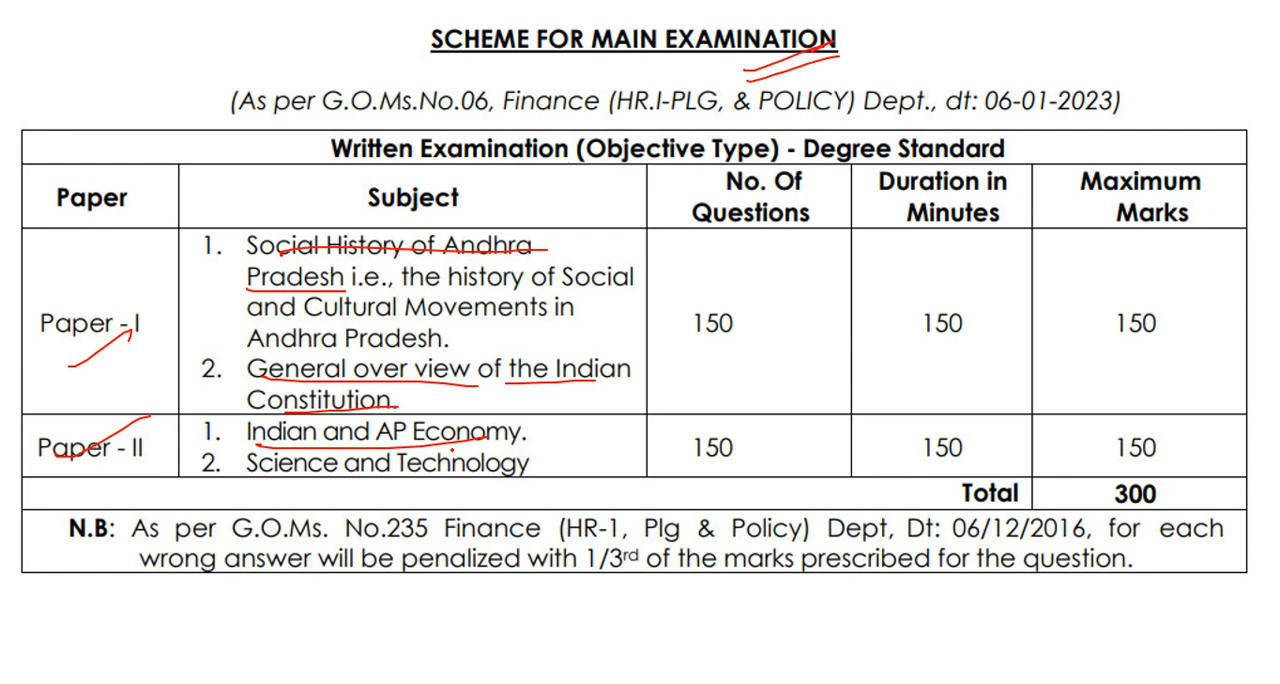 SCHEME FOR MAIN EXAMINATION
(As per G.O.Ms.No.06, Finance (HR.I-PLG, & POLICY) Dept., dt: 06-01-2023)
Written Examination (Objective Type) - Degree Standard
Paper
Subject
No. Of
Questions
Duration in
Minutes
Maximum
Marks
Paper - I
1. Social History of Andhra
Pradesh i.e., the history of Social
and Cultural Movements in
Andhra Pradesh.
2. General over view of the Indian
Constitution.
150
150
150
Paper - II
1. Indian and AP Economy.
2. Science and Technology
150
150
150
Total
300
N.B: As per G.O.Ms. No.235 Finance (HR-1, Plg & Policy) Dept, Dt: 06/12/2016, for each
wrong answer will be penalized with 1/3rd of the marks prescribed for the question.